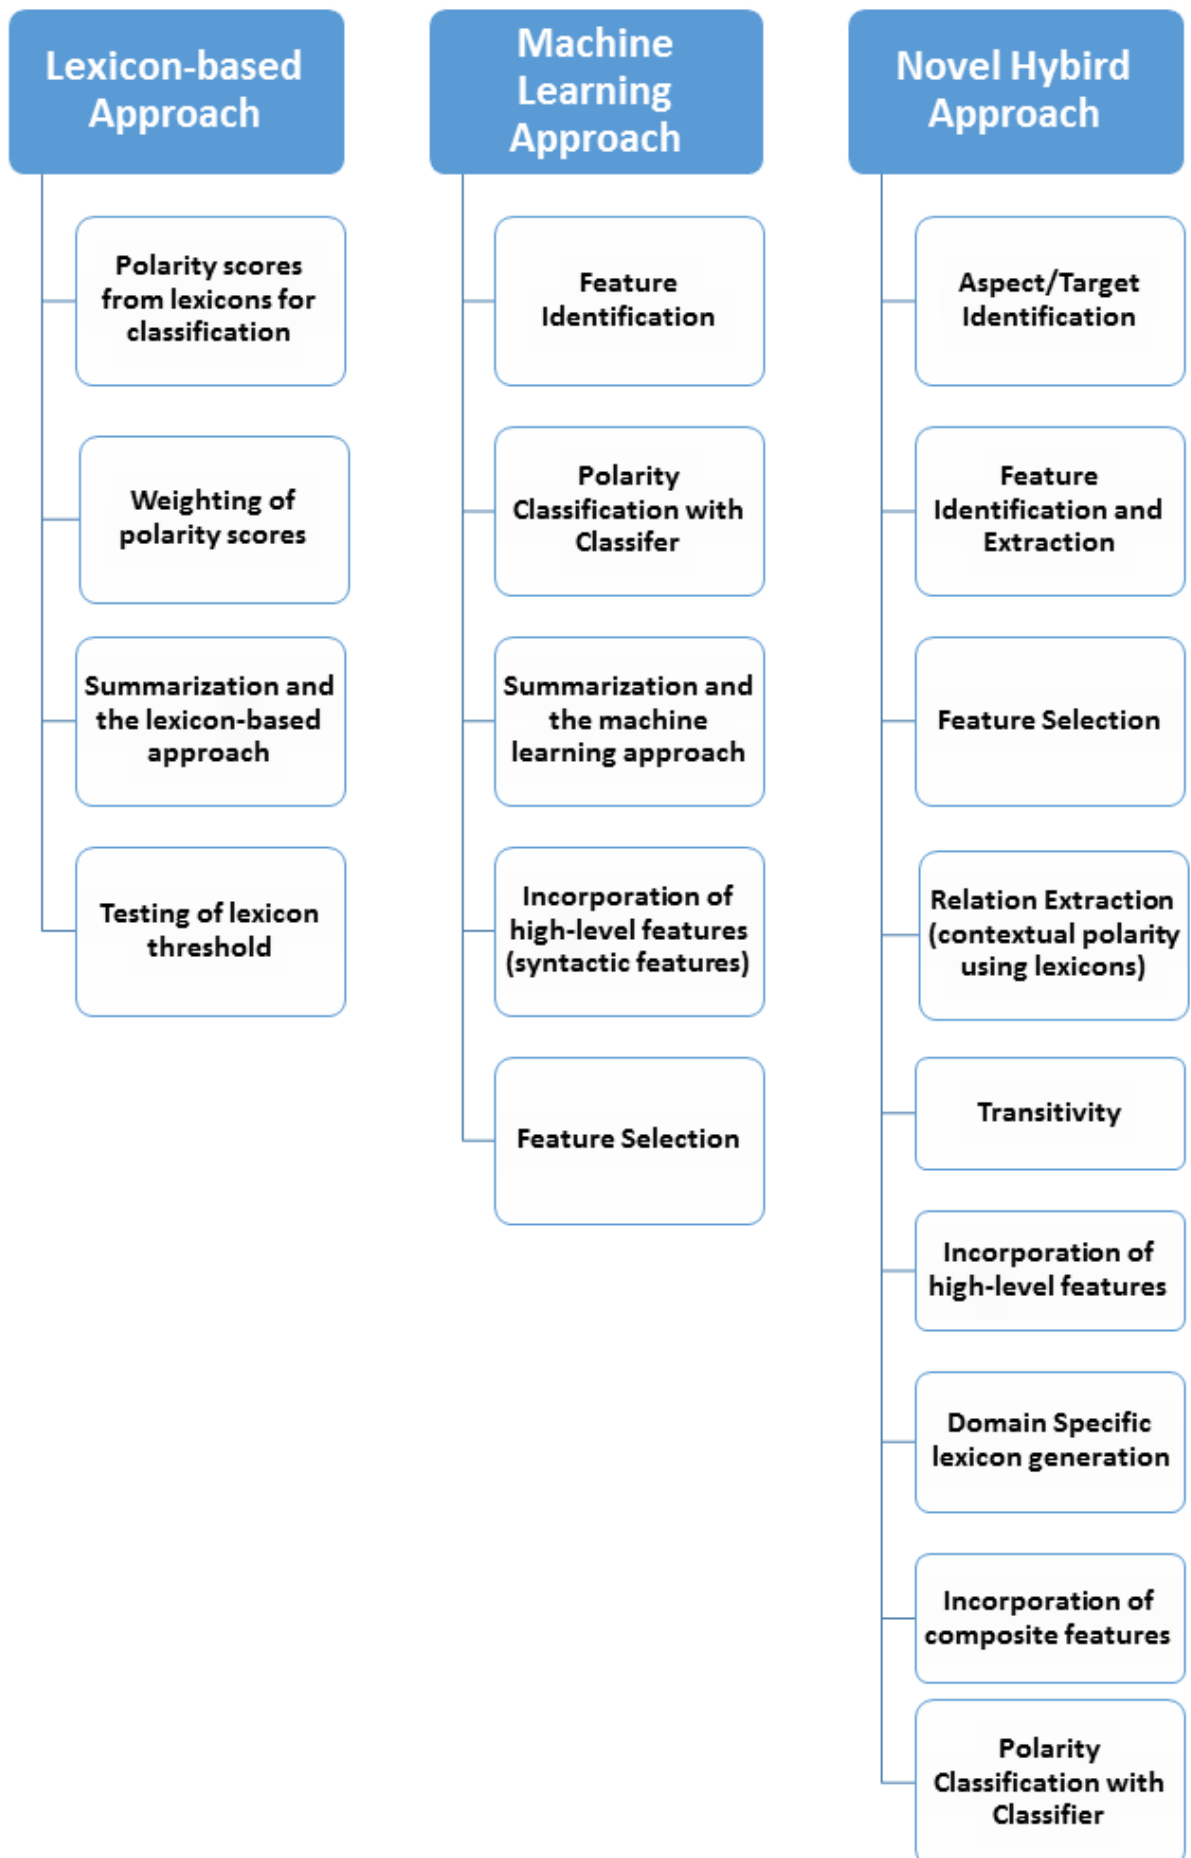 Lexicon-based
Approach
Polarity scores
from lexicons for
classification
Weighting of
polarity scores
Summarization and
the lexicon-based
approach
Testing of lexicon
threshold
Machine
Learning
Approach
Feature
Identification
Polarity
Classification with
Classifer
Summarization and
the machine
learning approach
Incorporation of
high-level features
(syntactic features)
Feature Selection
Novel Hybird
Approach
Aspect/Target
Identification
Feature
Identification and
Extraction
Feature Selection
Relation Extraction
(contextual polarity
using lexicons)
Transitivity
Incorporation of
high-level features
Domain Specific
lexicon generation
Incorporation of
composite features
Polarity
Classification with
Classifier